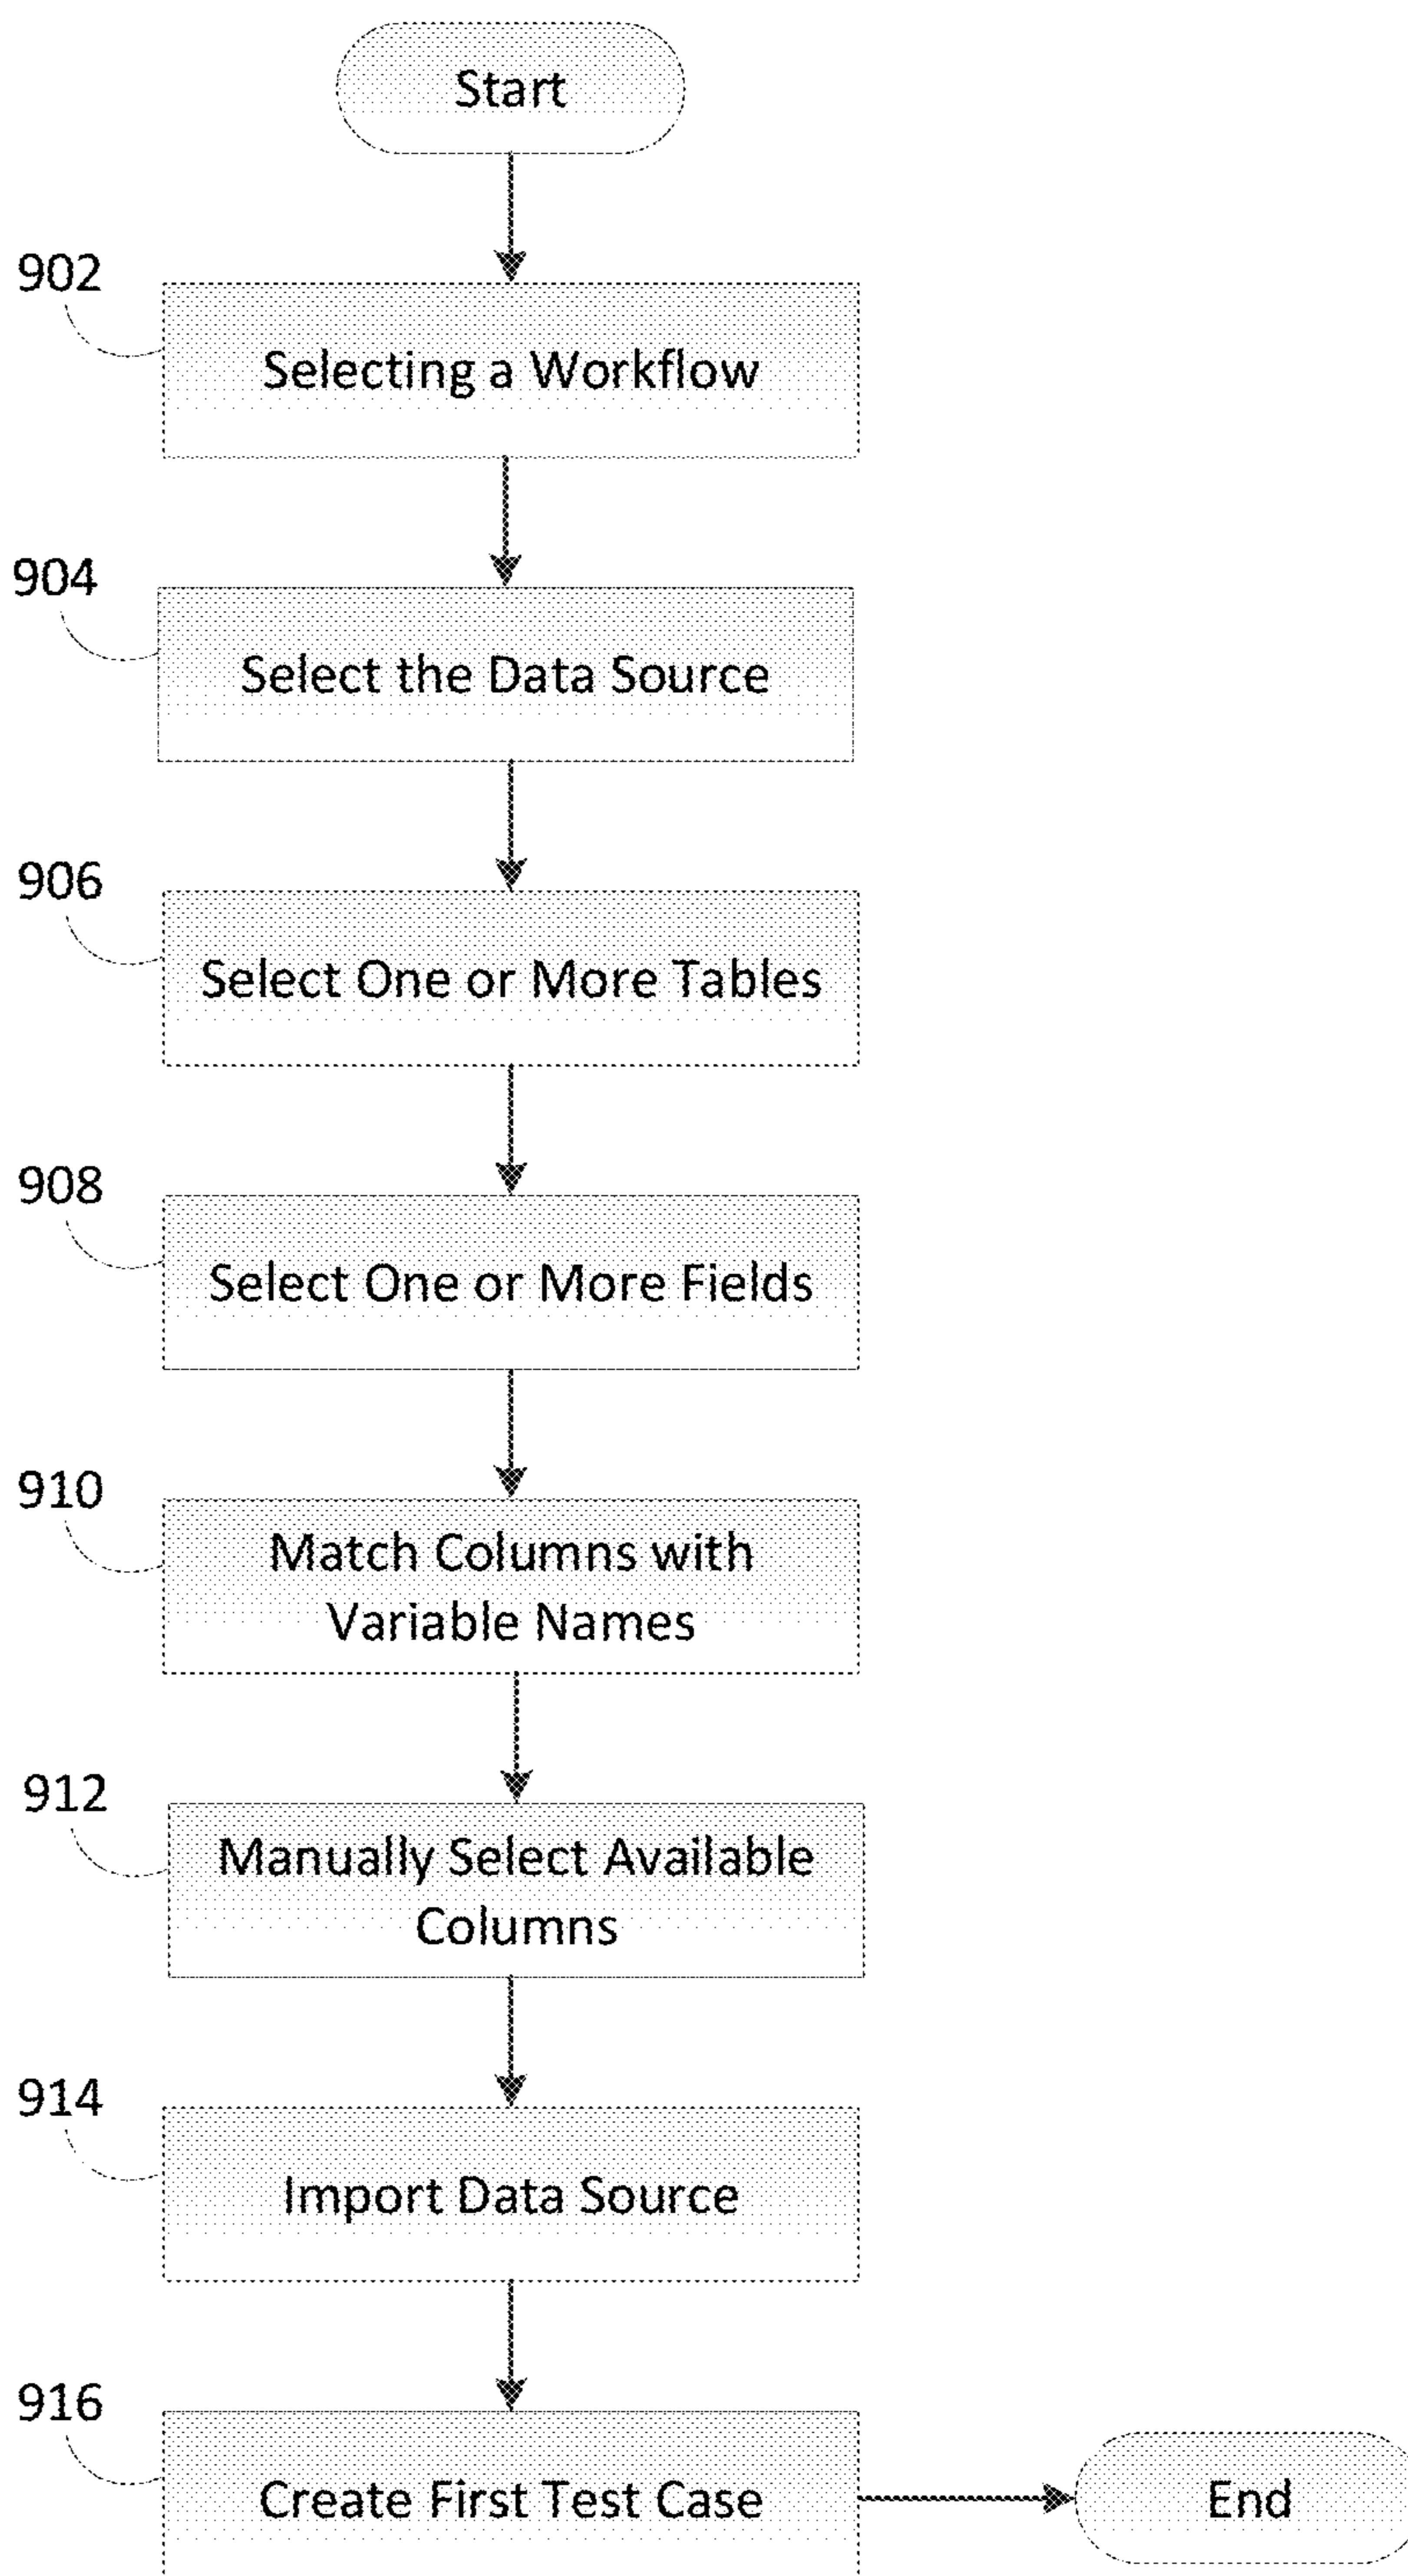 Start
902
Selecting a Workflow
904
Select the Data Source
906
Select One or More Tables
908
Select One or More Fields
910
Match Columns with
Variable Names
912
Manually Select Available
Columns
914
Import Data Source
916
Create First Test Case
End